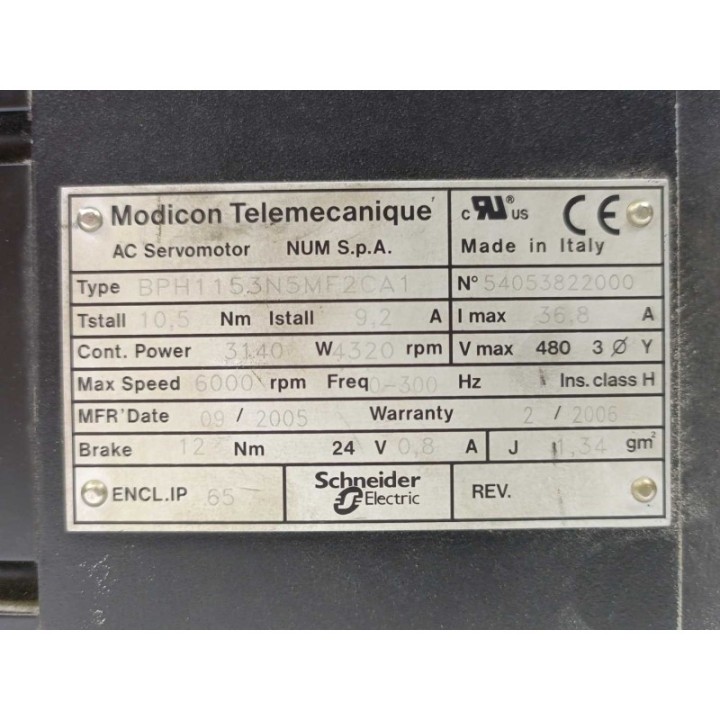 Modicon Telemecanique
c RU® US CE
AC Servomotor NUM S.p.A.
Made in Italy
Type BPH1153N5MF2CA1
N° 54053822000
Tstall 10,5 Nm Istall 9,2 A
I max 36,8 A
Cont. Power 3140 W 4320 rpm
V max 480 3 Ø Y
Max Speed 6000 rpm Freq 0-300 Hz Ins. class H
MFR'Date 09 / 2005 Warranty 2 / 2006
Brake 12 Nm 24 V 0,8 A J 1,34 gm²
ENCL.IP 65
Schneider
Electric
REV.